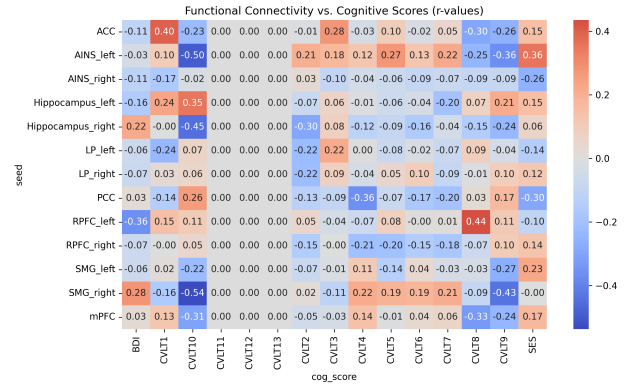 Functional Connectivity vs. Cognitive Scores (r-values)
ACC -0.11 0.40 -0.23 0.00 0.00 0.00 -0.01 0.28 -0.03 0.10 -0.02 0.05 -0.30 -0.26 0.15
AINS_left -0.03 0.10 -0.50 0.00 0.00 0.00 0.21 0.18 0.12 0.27 0.13 0.22 -0.25 -0.36 0.36
AINS_right -0.11 -0.17 -0.02 0.00 0.00 0.00 0.03 -0.10 -0.04 -0.06 -0.09 -0.07 -0.09 -0.12 -0.26
Hippocampus_left -0.16 0.24 0.35 0.00 0.00 0.00 -0.07 0.06 -0.01 -0.06 -0.04 -0.20 0.07 0.21 0.15
Hippocampus_right 0.22 -0.00 -0.45 0.00 0.00 0.00 -0.30 0.08 -0.12 -0.09 -0.16 -0.04 -0.15 -0.24 0.06
LP_left -0.06 -0.24 0.07 0.00 0.00 0.00 -0.22 0.22 0.00 -0.08 -0.02 -0.07 0.09 -0.04 -0.14
LP_right -0.07 0.03 0.06 0.00 0.00 0.00 -0.22 0.09 -0.04 0.05 0.10 -0.09 0.01 0.10 0.12
PCC 0.03 -0.14 0.26 0.00 0.00 0.00 -0.13 -0.09 -0.36 -0.07 -0.17 -0.20 0.03 0.17 -0.30
RPFC_left -0.36 0.15 0.11 0.00 0.00 0.00 0.05 -0.04 -0.07 0.08 -0.00 0.01 0.44 0.11 -0.10
RPFC_right -0.07 -0.00 0.05 0.00 0.00 0.00 -0.15 -0.00 -0.21 -0.20 -0.15 -0.18 -0.07 0.10 0.14
SMG_left -0.06 0.02 -0.22 0.00 0.00 0.00 -0.04 -0.07 0.11 -0.14 0.04 -0.05 -0.03 -0.27 0.23
SMG_right 0.28 -0.16 -0.54 0.00 0.00 0.00 0.02 -0.11 0.22 0.19 0.19 0.21 -0.09 -0.43 -0.00
mPFC 0.03 0.13 -0.31 0.00 0.00 0.00 -0.05 -0.03 0.14 -0.01 0.04 0.06 -0.33 -0.24 0.17
seed
BDI CVLT1 CVLT10 CVLT11 CVLT12 CVLT13 CVLT2 CVLT3 CVLT4 CVLT5 CVLT6 CVLT7 CVLT8 CVLT9 SES
cog_score
0.4
0.2
0.0
−0.2
−0.4